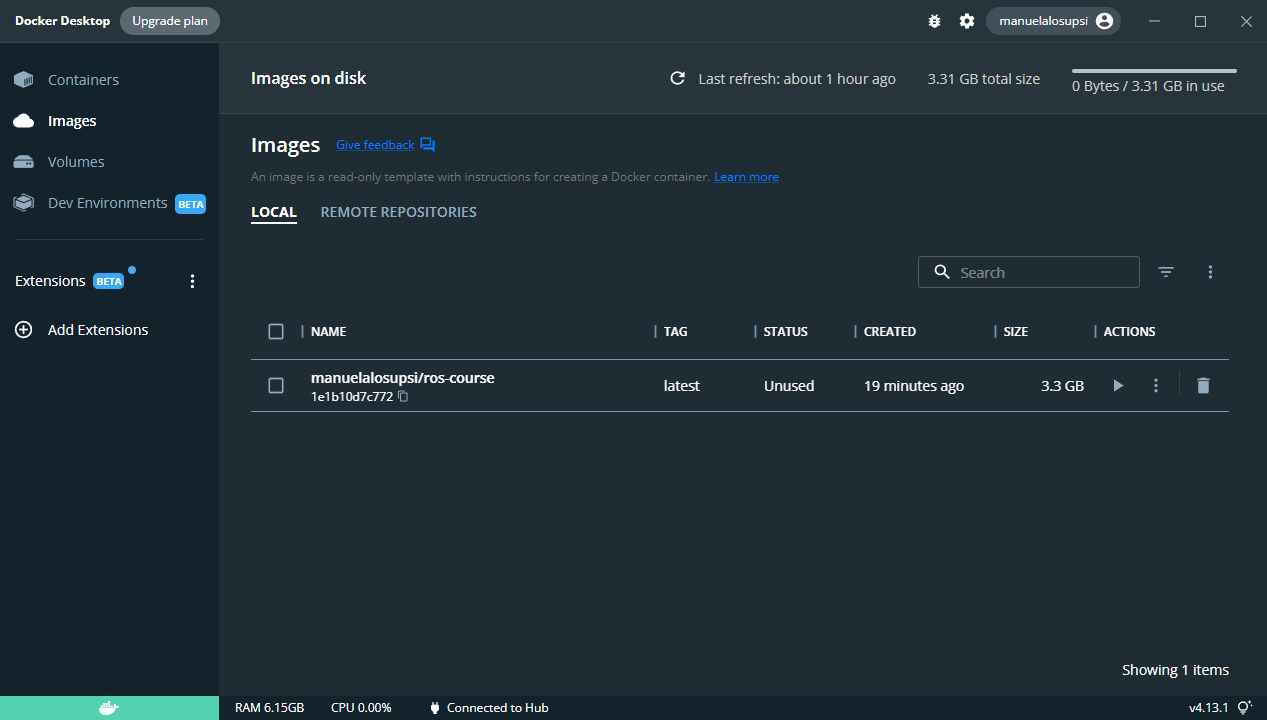 Docker Desktop Upgrade plan manuelalosupsi
Containers
Images
Volumes
Dev Environments BETA
Extensions BETA
Add Extensions
Images on disk Last refresh: about 1 hour ago 3.31 GB total size 0 Bytes / 3.31 GB in use
Images Give feedback
An image is a read-only template with instructions for creating a Docker container. Learn more
LOCAL REMOTE REPOSITORIES
Search
NAME TAG STATUS CREATED SIZE ACTIONS
manuelalosupsi/ros-course latest Unused 19 minutes ago 3.3 GB
1e1b10d7c772
Showing 1 items
RAM 6.15GB CPU 0.00% Connected to Hub v4.13.1